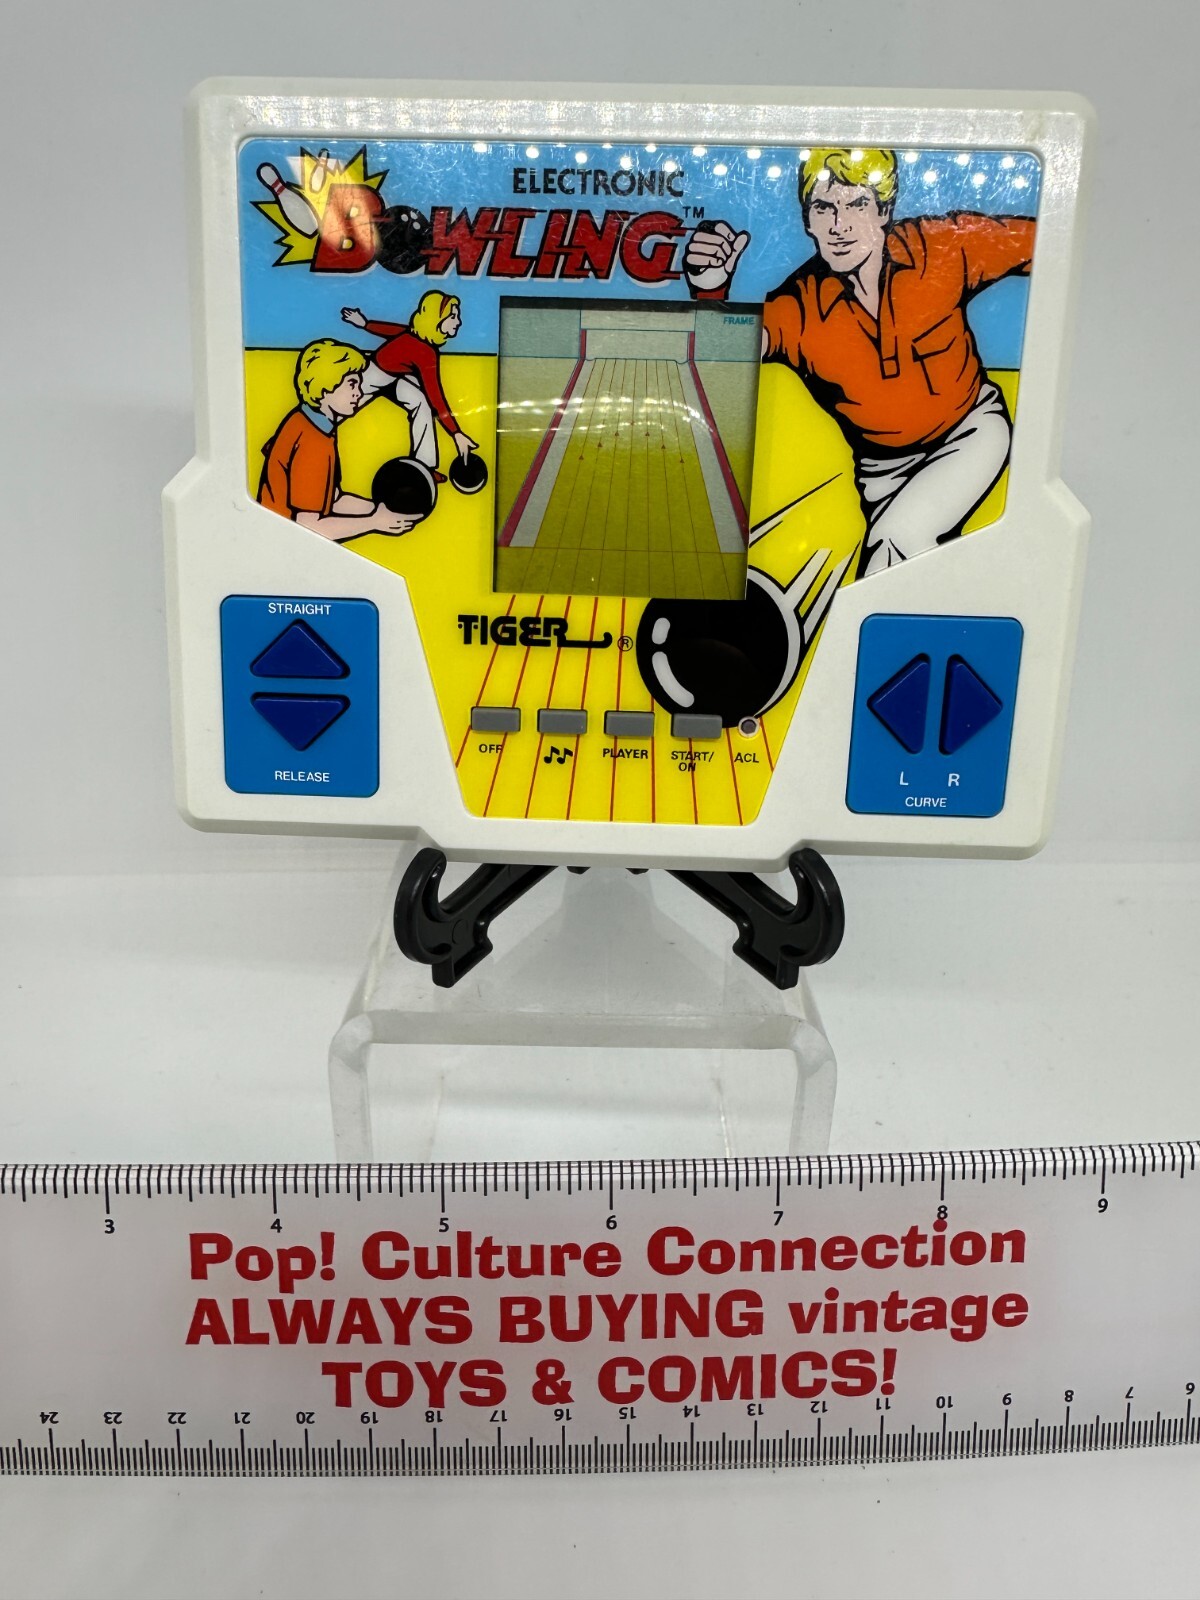 ELECTRONIC
BOWLING™
FRAME
STRAIGHT
RELEASE
TIGER®
OFF
PLAYER
START/
ON
ACL
L R
CURVE
3 4 5 6 7 8 9
Pop! Culture Connection
ALWAYS BUYING vintage
TOYS & COMICS!
24 23 22 21 20 19 18 17 16 15 14 13 12 11 10 9 8 7 6